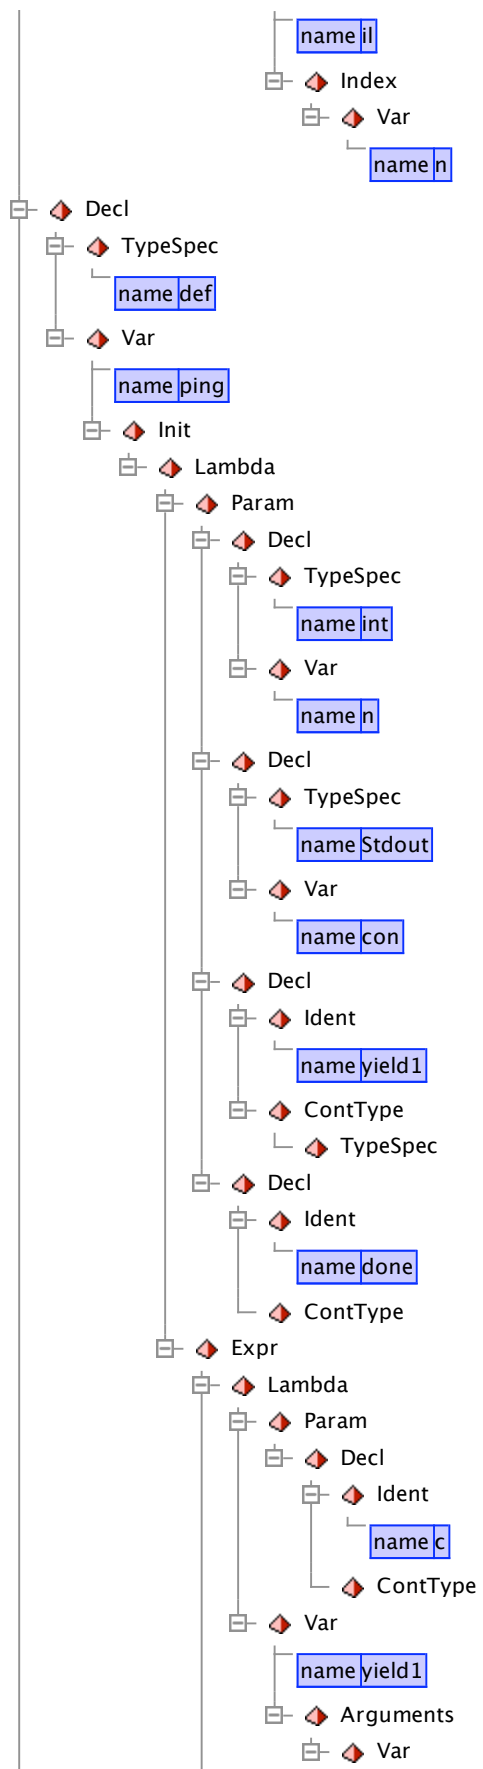 name il
Index
Var
name n
Decl
TypeSpec
name def
Var
name ping
Init
Lambda
Param
Decl
TypeSpec
name int
Var
name n
Decl
TypeSpec
name Stdout
Var
name con
Decl
Ident
name yield1
ContType
TypeSpec
Decl
Ident
name done
ContType
Expr
Lambda
Param
Decl
Ident
name c
ContType
Var
name yield1
Arguments
Var